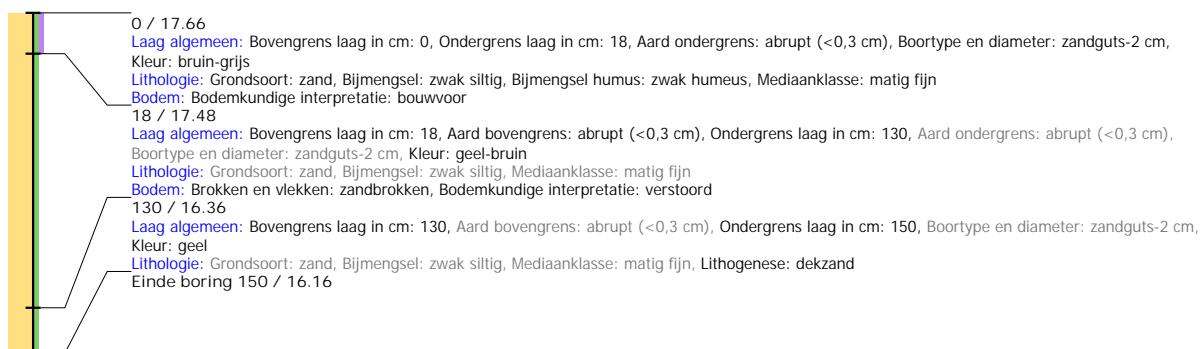 0 / 17.66
Laag algemeen: Bovengrens laag in cm: 0, Ondergrens laag in cm: 18, Aard ondergrens: abrupt (<0,3 cm), Boortype en diameter: zandguts-2 cm,
Kleur: bruin-grijs
Lithologie: Grondsoort: zand, Bijmengsel: zwak siltig, Bijmengsel humus: zwak humeus, Mediaanklasse: matig fijn
Bodem: Bodemkundige interpretatie: bouwvoor
18 / 17.48
Laag algemeen: Bovengrens laag in cm: 18, Aard bovengrens: abrupt (<0,3 cm), Ondergrens laag in cm: 130, Aard ondergrens: abrupt (<0,3 cm),
Boortype en diameter: zandguts-2 cm, Kleur: geel-bruin
Lithologie: Grondsoort: zand, Bijmengsel: zwak siltig, Mediaanklasse: matig fijn
Bodem: Brokken en vlekken: zandbrokken, Bodemkundige interpretatie: verstoord
130 / 16.36
Laag algemeen: Bovengrens laag in cm: 130, Aard bovengrens: abrupt (<0,3 cm), Ondergrens laag in cm: 150, Boortype en diameter: zandguts-2 cm,
Kleur: geel
Lithologie: Grondsoort: zand, Bijmengsel: zwak siltig, Mediaanklasse: matig fijn, Lithogenese: dekzand
Einde boring 150 / 16.16